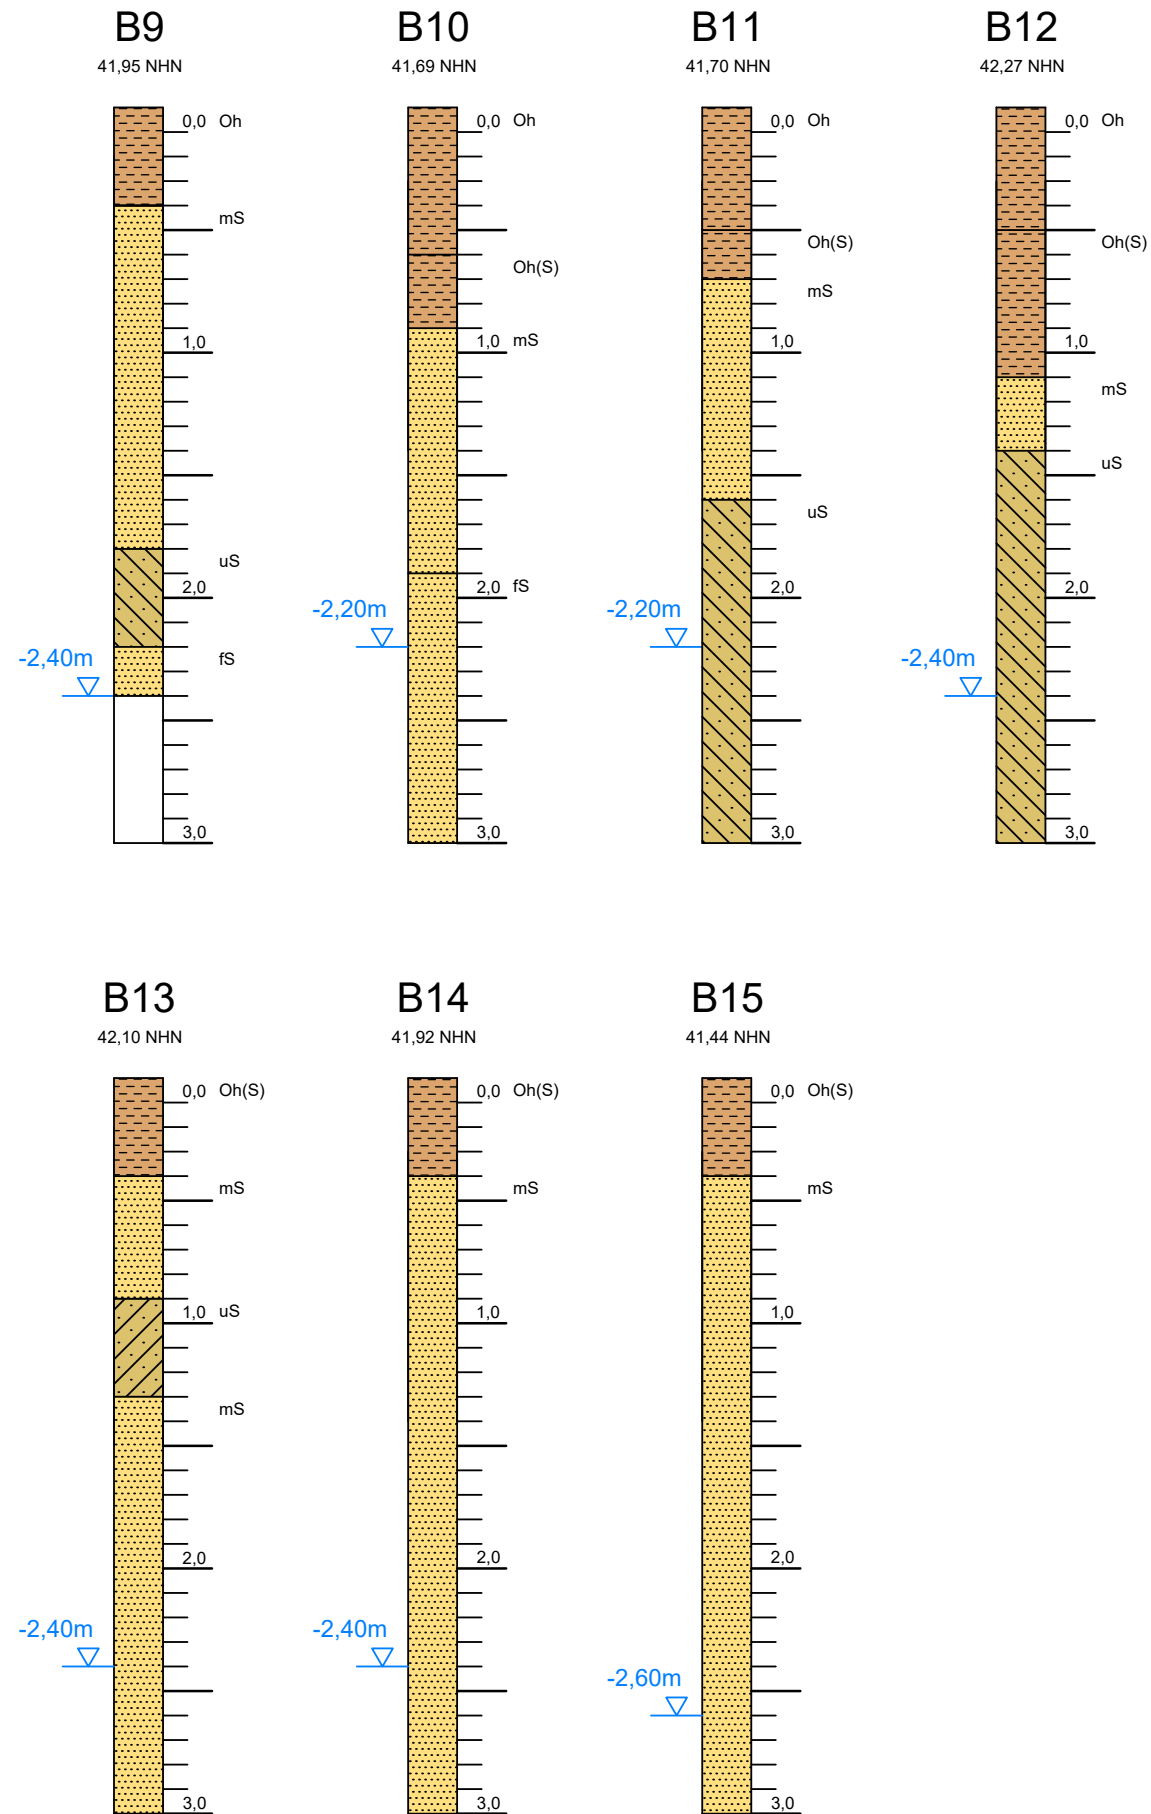 B9 B10 B11 B12
41,95 NHN 41,69 NHN 41,70 NHN 42,27 NHN
0,0 Oh 0,0 Oh 0,0 Oh 0,0 Oh
mS
Oh(S) Oh(S)
Oh(S)
mS
1,0 1,0 mS 1,0 1,0
mS
uS
uS
uS
2,0 2,0 fS 2,0 2,0
-2,20m -2,20m
-2,40m fS -2,40m
3,0 3,0 3,0 3,0
B13 B14 B15
42,10 NHN 41,92 NHN 41,44 NHN
0,0 Oh(S) 0,0 Oh(S) 0,0 Oh(S)
mS mS mS
1,0 uS 1,0 1,0
mS
2,0 2,0 2,0
-2,40m -2,40m
-2,60m
3,0 3,0 3,0